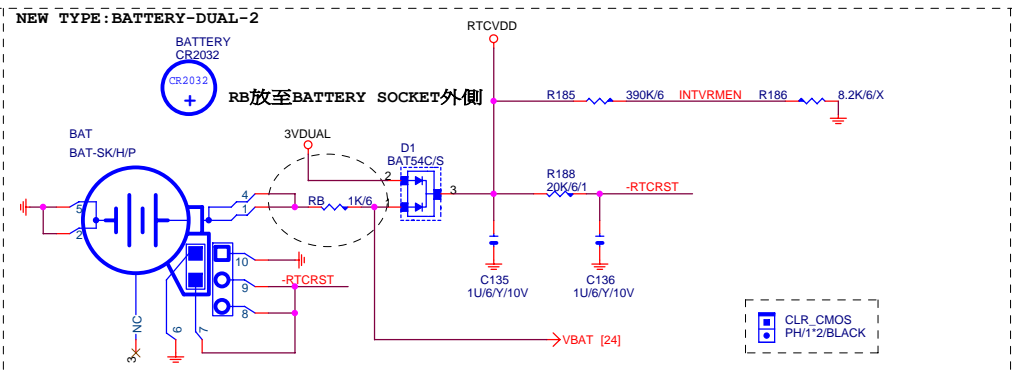 NEW TYPE:BATTERY-DUAL-2
RTCVDD
BATTERY
CR2032
CR2032
+
RB放至BATTERY SOCKET外側
R185
390K/6
INTVRMEN
R186
8.2K/6/X
BAT
BAT-SK/H/P
3VDUAL
D1
BAT54C/S
2
3
1
R188
20K/6/1
-RTCRST
4
1
RB
1K/6
5
2
10
9
8
-RTCRST
C135
1U/6/Y/10V
C136
1U/6/Y/10V
NC
3
6
7
VBAT [24]
CLR_CMOS
PH/1*2/BLACK